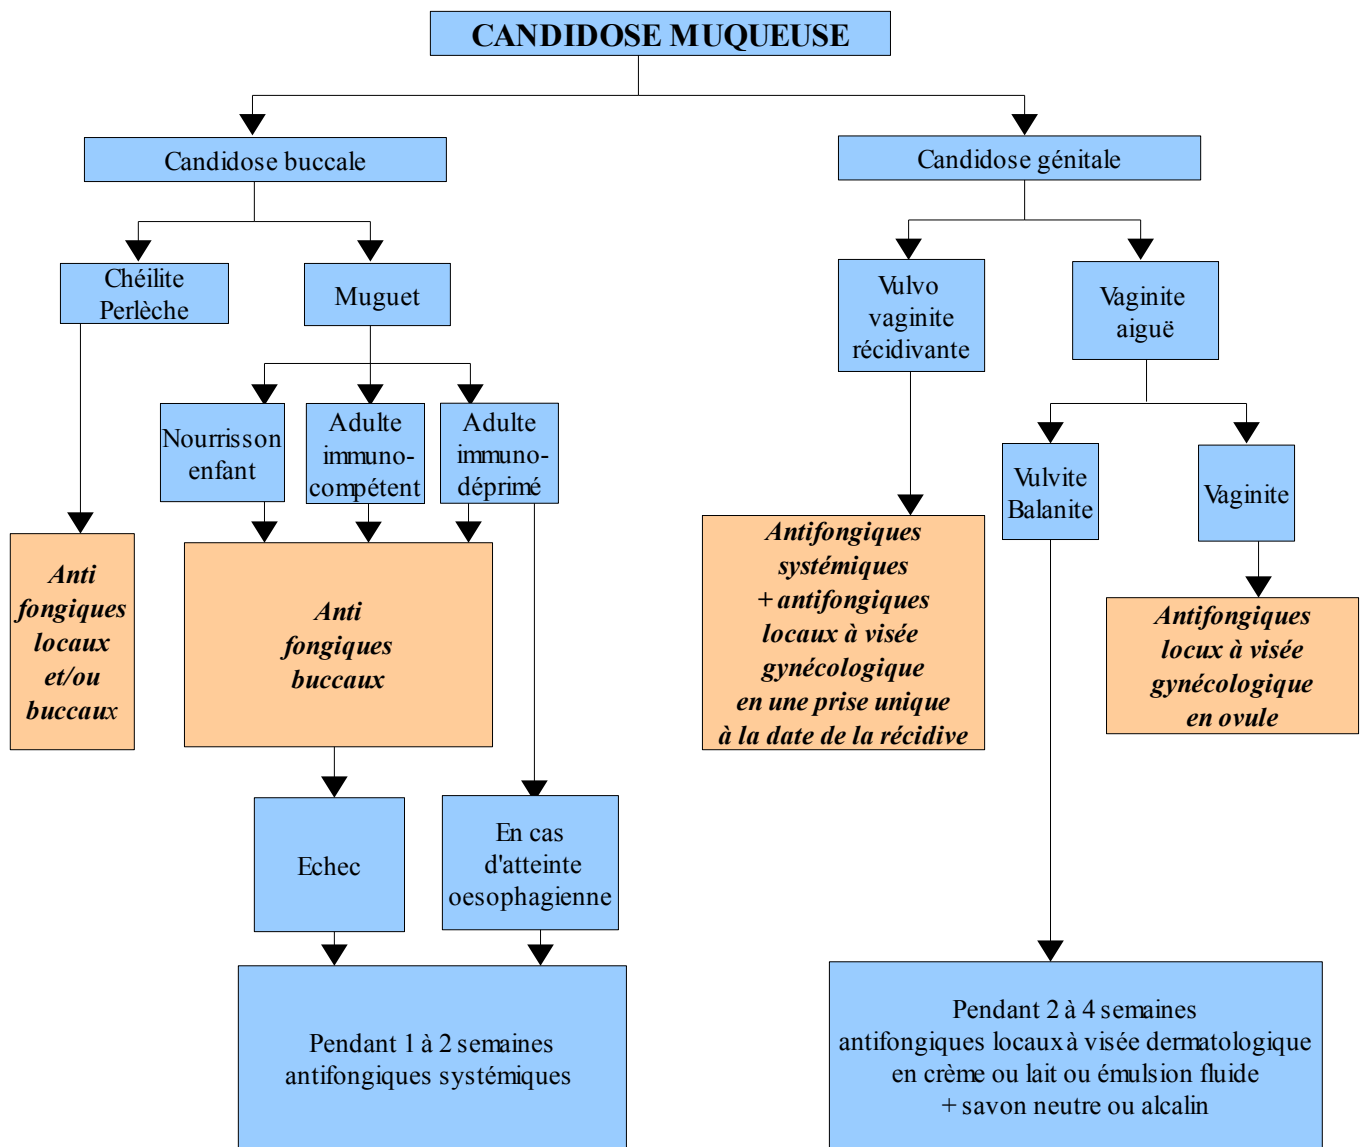 CANDIDOSE MUQUEUSE
Candidose buccale
Candidose génitale
Chéilite
Perlèche
Muguet
Vulvo
vaginite
récidivante
Vaginite
aiguë
Nourrisson
enfant
Adulte
immuno-
compétent
Adulte
immuno-
déprimé
Vulvite
Balanite
Vaginite
Anti
fongiques
locaux
et/ou
buccaux
Anti
fongiques
buccaux
Antifongiques
systémiques
+ antifongiques
locaux à visée
gynécologique
en une prise unique
à la date de la récidive
Antifongiques
locux à visée
gynécologique
en ovule
Echec
En cas
d'atteinte
oesophagienne
Pendant 1 à 2 semaines
antifongiques systémiques
Pendant 2 à 4 semaines
antifongiques locaux à visée dermatologique
en crème ou lait ou émulsion fluide
+ savon neutre ou alcalin